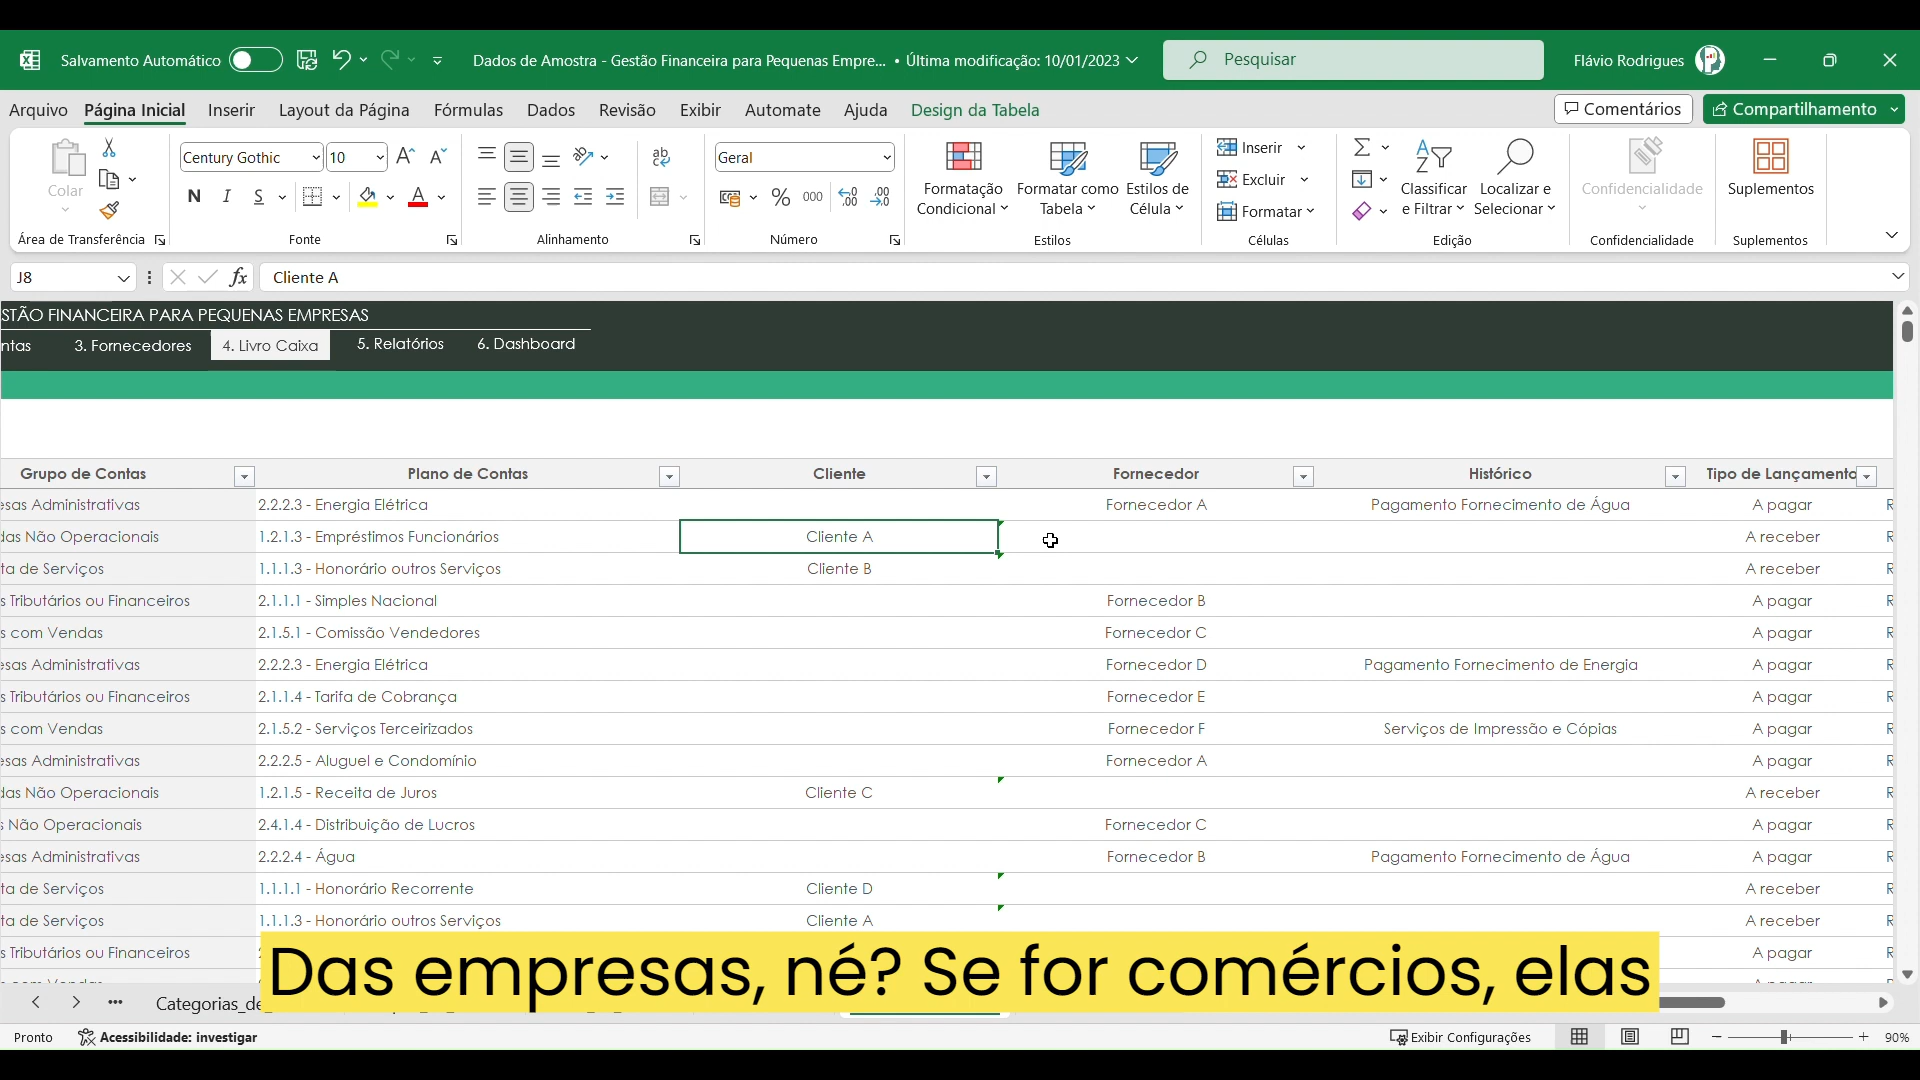 Salvamento Automático
Dados de Amostra - Gestão Financeira para Pequenas Empre... • Última modificação: 10/01/2023
Pesquisar
Flávio Rodrigues
Arquivo Página Inicial Inserir Layout da Página Fórmulas Dados Revisão Exibir Automate Ajuda Design da Tabela
Comentários Compartilhamento
Colar
Área de Transferência
Century Gothic 10
N I S
Fonte
Alinhamento
Geral
% 000
Número
Formatação Condicional
Formatar como Tabela
Estilos de Célula
Estilos
Inserir
Excluir
Formatar
Células
Classificar e Filtrar
Localizar e Selecionar
Edição
Confidencialidade
Confidencialidade
Suplementos
Suplementos
J8 fx Cliente A
STÃO FINANCEIRA PARA PEQUENAS EMPRESAS
ntas 3. Fornecedores 4. Livro Caixa 5. Relatórios 6. Dashboard
Grupo de Contas Plano de Contas Cliente Fornecedor Histórico Tipo de Lançamento
esas Administrativas 2.2.2.3 - Energia Elétrica Fornecedor A Pagamento Fornecimento de Água A pagar R
das Não Operacionais 1.2.1.3 - Empréstimos Funcionários Cliente A A receber R
ta de Serviços 1.1.1.3 - Honorário outros Serviços Cliente B A receber R
s Tributários ou Financeiros 2.1.1.1 - Simples Nacional Fornecedor B A pagar R
s com Vendas 2.1.5.1 - Comissão Vendedores Fornecedor C A pagar R
esas Administrativas 2.2.2.3 - Energia Elétrica Fornecedor D Pagamento Fornecimento de Energia A pagar R
s Tributários ou Financeiros 2.1.1.4 - Tarifa de Cobrança Fornecedor E A pagar R
s com Vendas 2.1.5.2 - Serviços Terceirizados Fornecedor F Serviços de Impressão e Cópias A pagar R
esas Administrativas 2.2.2.5 - Aluguel e Condomínio Fornecedor A A pagar R
das Não Operacionais 1.2.1.5 - Receita de Juros Cliente C A receber R
s Não Operacionais 2.4.1.4 - Distribuição de Lucros Fornecedor C A pagar R
esas Administrativas 2.2.2.4 - Água Fornecedor B Pagamento Fornecimento de Água A pagar R
ta de Serviços 1.1.1.1 - Honorário Recorrente Cliente D A receber R
ta de Serviços 1.1.1.3 - Honorário outros Serviços Cliente A A receber R
s Tributários ou Financeiros A pagar R
Das empresas, né? Se for comércios, elas
Categorias_de
Pronto Acessibilidade: investigar Exibir Configurações 90%